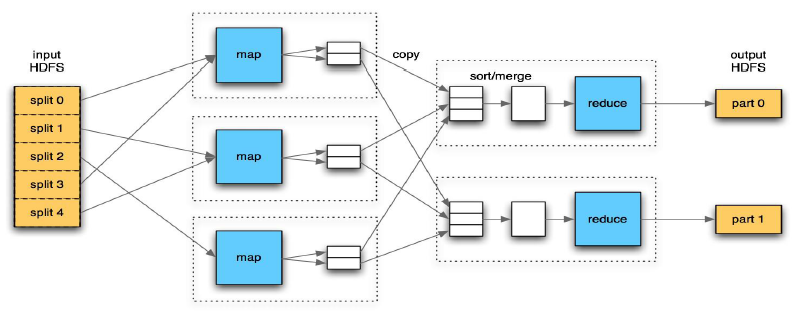 input
HDFS
split 0
split 1
split 2
split 3
split 4
map
map
map
copy
sort/merge
reduce
reduce
output
HDFS
part 0
part 1